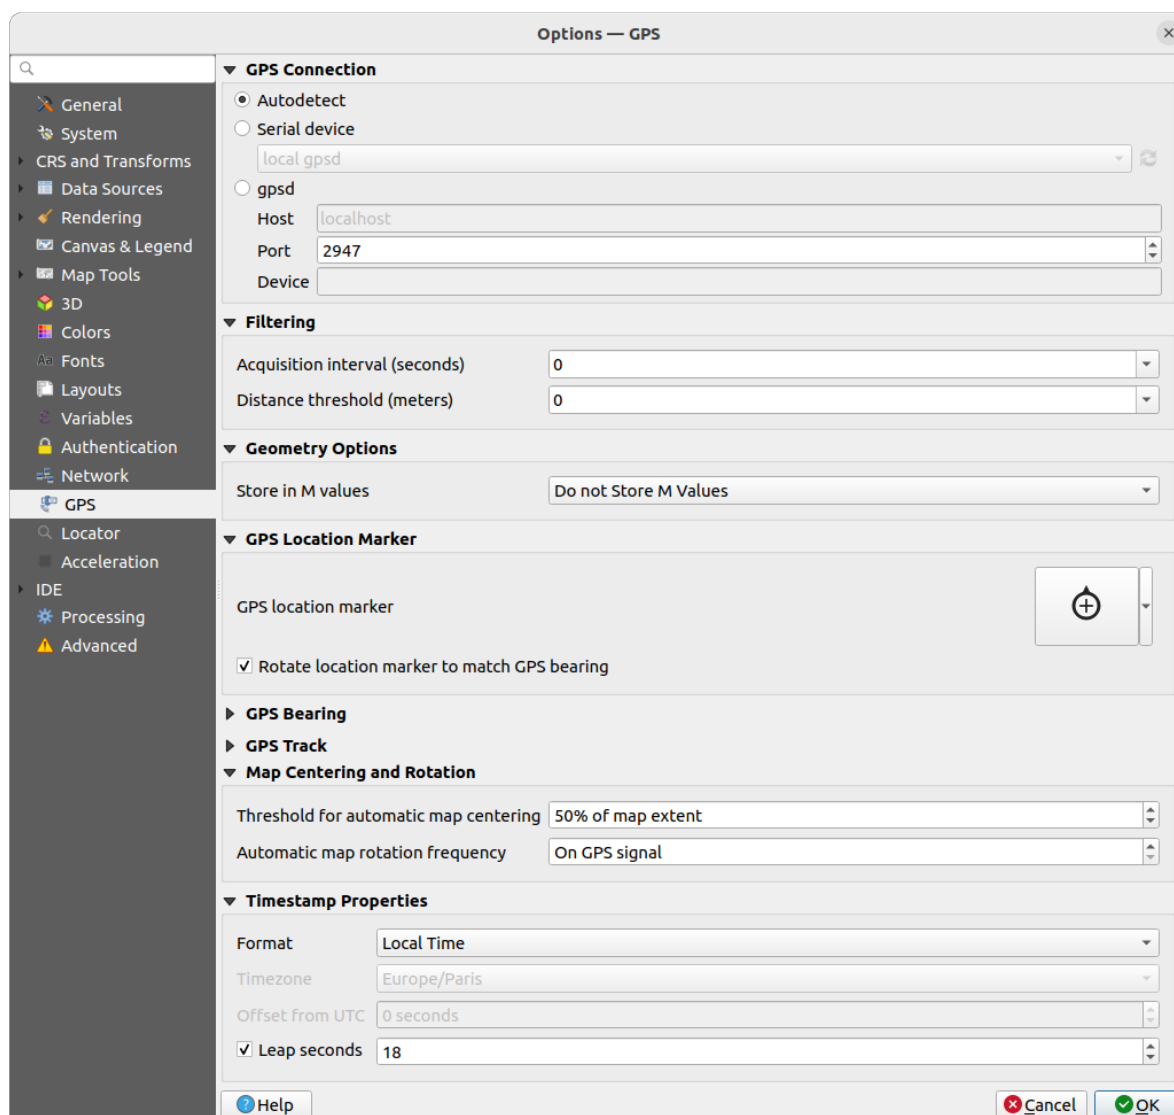 Options — GPS
General
System
CRS and Transforms
Data Sources
Rendering
Canvas & Legend
Map Tools
3D
Colors
Aa Fonts
Layouts
Variables
Authentication
Network
GPS
Locator
Acceleration
IDE
Processing
Advanced
GPS Connection
Autodetect
Serial device
local gpsd
gpsd
Host localhost
Port 2947
Device
Filtering
Acquisition interval (seconds) 0
Distance threshold (meters) 0
Geometry Options
Store in M values Do not Store M Values
GPS Location Marker
GPS location marker
Rotate location marker to match GPS bearing
GPS Bearing
GPS Track
Map Centering and Rotation
Threshold for automatic map centering 50% of map extent
Automatic map rotation frequency On GPS signal
Timestamp Properties
Format Local Time
Timezone Europe/Paris
Offset from UTC 0 seconds
Leap seconds 18
Help Cancel OK